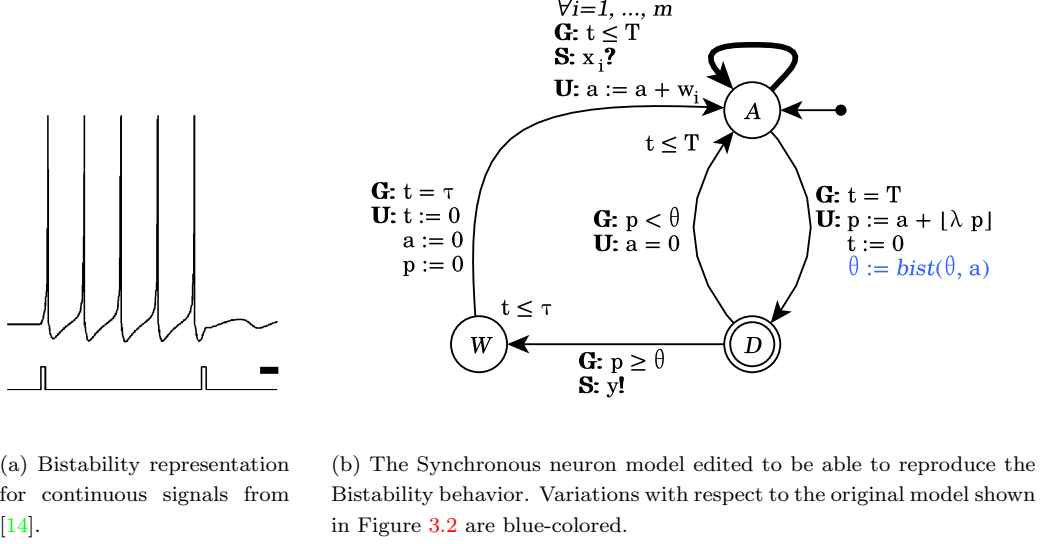 ∀i=1, ..., m
G: t ≤ T
S: x_i?
U: a := a + w_i
A
t ≤ T
G: t = τ
U: t := 0
a := 0
p := 0
G: p < θ
U: a = 0
G: t = T
U: p := a + ⌊λ p⌋
t := 0
θ := bist(θ, a)
t ≤ τ
W
D
G: p ≥ θ
S: y!
(a) Bistability representation
for continuous signals from
[14].
(b) The Synchronous neuron model edited to be able to reproduce the
Bistability behavior. Variations with respect to the original model shown
in Figure 3.2 are blue-colored.